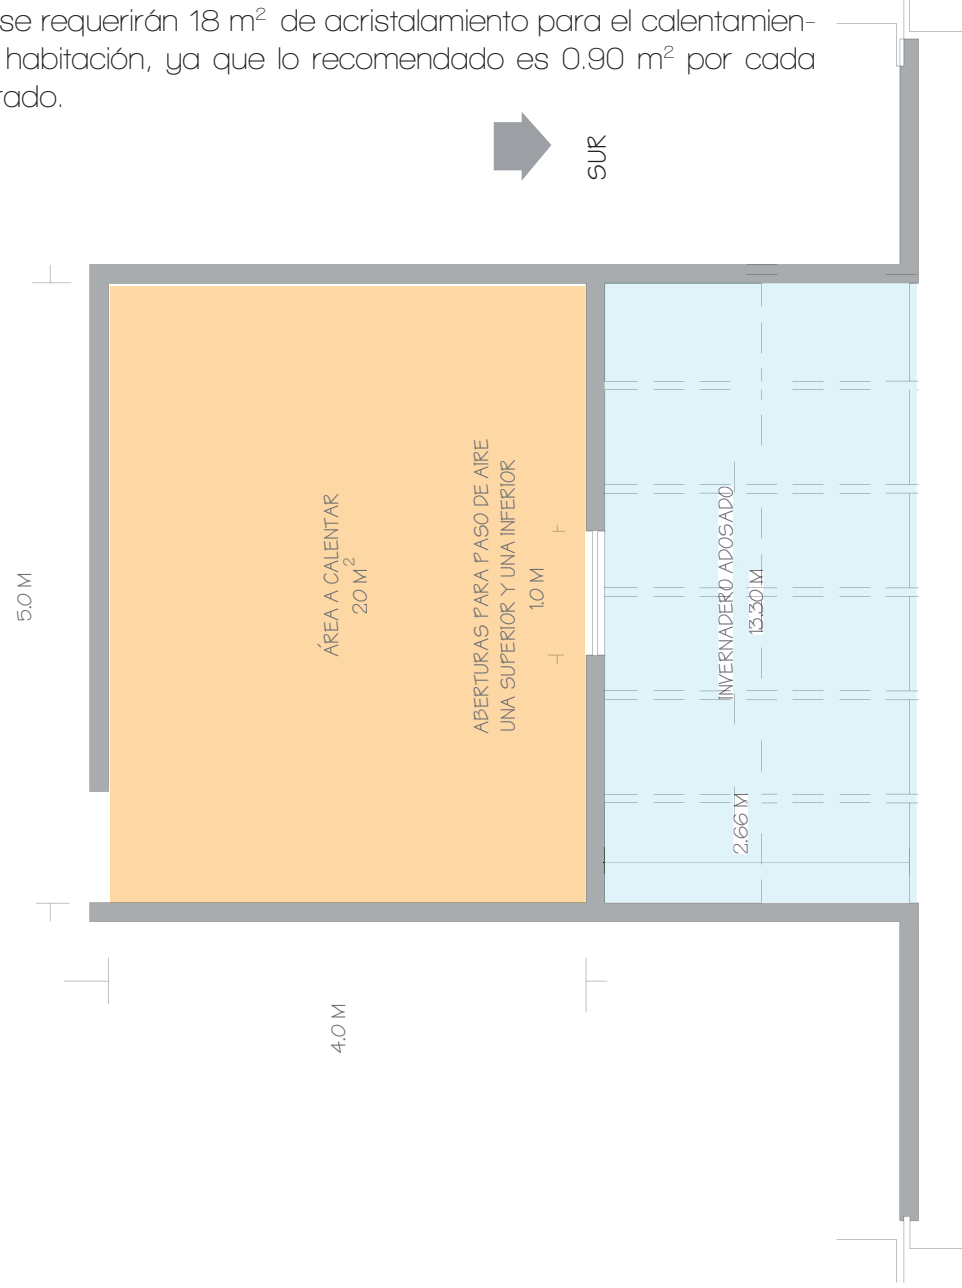 se requerirán 18 m² de acristalamiento para el calentamien-
habitación, ya que lo recomendado es 0.90 m² por cada
rado.
SUR
5.0 M
ÁREA A CALENTAR
20 M²
ABERTURAS PARA PASO DE AIRE
UNA SUPERIOR Y UNA INFERIOR
1.0 M
INVERNADERO ADOSADO
13.30 M
2.66 M
4.0 M